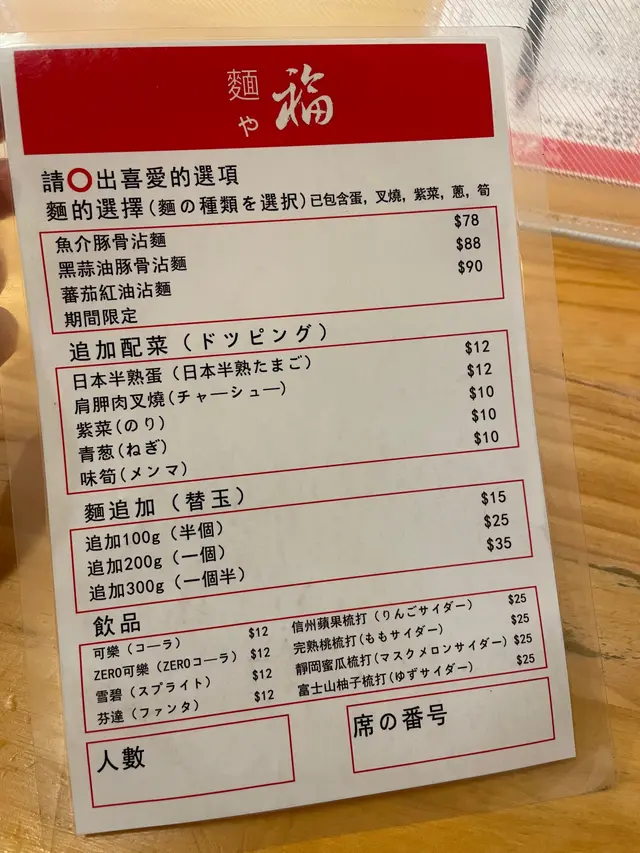 麵や 福
請〇出喜愛的選項
麵的選擇(麵の種類を選択)已包含蛋，叉燒，紫菜，蔥，筍
魚介豚骨沾麵 $78
黑蒜油豚骨沾麵 $88
蕃茄紅油沾麵 $90
期間限定
追加配菜（ドッピング）
日本半熟蛋（日本半熟たまご） $12
肩胛肉叉燒(チャーシュー) $12
紫菜(のり) $10
青葱(ねぎ) $10
味筍(メンマ) $10
麵追加（替玉）
追加100g（半個） $15
追加200g（一個） $25
追加300g（一個半） $35
飲品
可樂（コーラ） $12 信州蘋果梳打（りんごサイダー） $25
ZERO可樂（ZEROコーラ） $12 完熟桃梳打(ももサイダー) $25
雪碧（スプライト） $12 靜岡蜜瓜梳打(マスクメロンサイダー) $25
芬達（ファンタ） $12 富士山柚子梳打(ゆずサイダー) $25
人數 席の番号